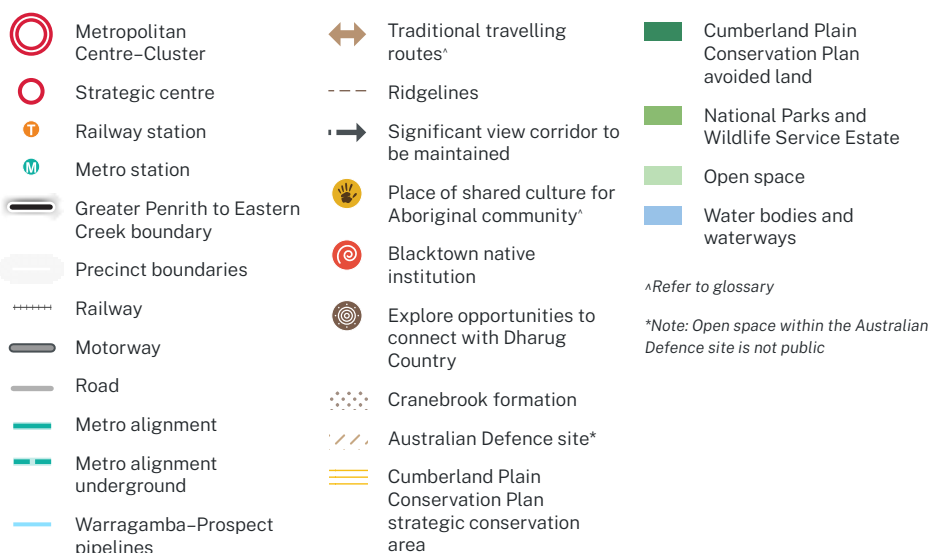 Metropolitan
Centre–Cluster
Strategic centre
T
Railway station
M
Metro station
Greater Penrith to Eastern
Creek boundary
Precinct boundaries
Railway
Motorway
Road
Metro alignment
Metro alignment
underground
Warragamba–Prospect
pipelines
Traditional travelling
routes^
Ridgelines
Significant view corridor to
be maintained
Place of shared culture for
Aboriginal community^
Blacktown native
institution
Explore opportunities to
connect with Dharug
Country
Cranebrook formation
Australian Defence site*
Cumberland Plain
Conservation Plan
strategic conservation
area
Cumberland Plain
Conservation Plan
avoided land
National Parks and
Wildlife Service Estate
Open space
Water bodies and
waterways
^Refer to glossary
*Note: Open space within the Australian
Defence site is not public